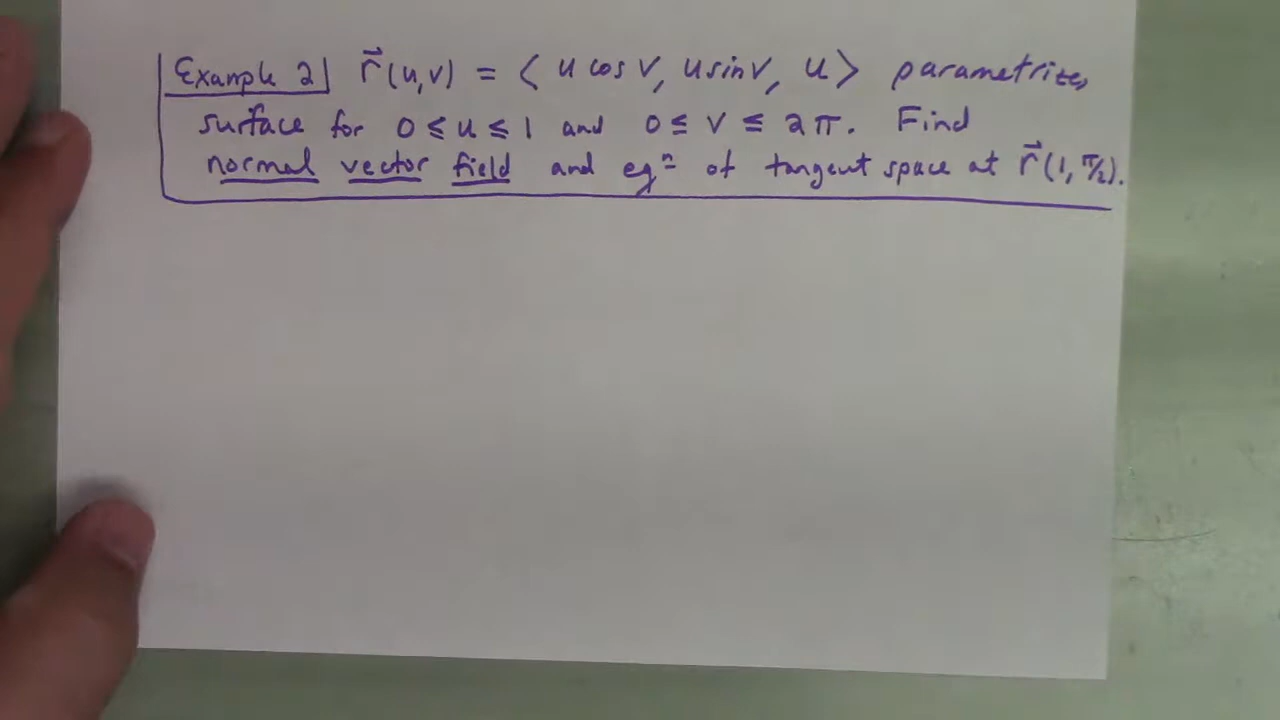 Example 2 r⃗(u,v) = ⟨ u cos v, u sin v, u ⟩ parametrizes
surface for 0 ≤ u ≤ 1 and 0 ≤ v ≤ 2π. Find
normal vector field and eqⁿ of tangent space at r⃗(1, π/2).